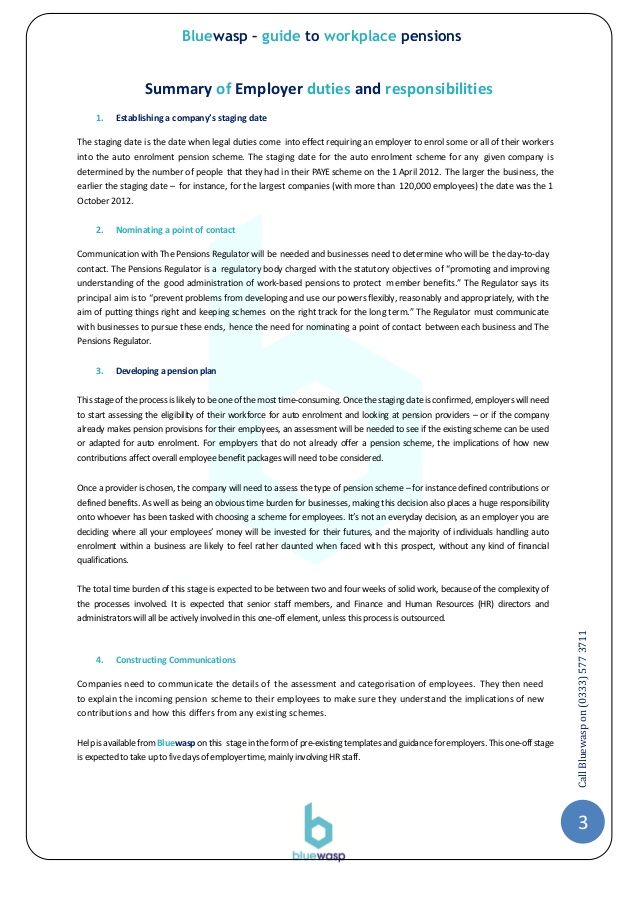 Bluewasp - guide to workplace pensions
Summary of Employer duties and responsibilities
1. Establishing a company's staging date
The staging date is the date when legal duties come into effect requiring an employer to enrol some or all of their workers
into the auto enrolment pension scheme. The staging date for the auto enrolment scheme for any given company is
determined by the number of people that they had in their PAYE scheme on the 1 April 2012. The larger the business, the
earlier the staging date – for instance, for the largest companies (with more than 120,000 employees) the date was the 1
October 2012.
2. Nominating a point of contact
Communication with The Pensions Regulator will be needed and businesses need to determine who will be the day-to-day
contact. The Pensions Regulator is a regulatory body charged with the statutory objectives of "promoting and improving
understanding of the good administration of work-based pensions to protect member benefits." The Regulator says its
principal aim is to "prevent problems from developing and use our powers flexibly, reasonably and appropriately, with the
aim of putting things right and keeping schemes on the right track for the long term." The Regulator must communicate
with businesses to pursue these ends, hence the need for nominating a point of contact between each business and The
Pensions Regulator.
3. Developing a pension plan
This stage of the process is likely to be one of the most time-consuming. Once the staging date is confirmed, employers will need
to start assessing the eligibility of their workforce for auto enrolment and looking at pension providers – or if the company
already makes pension provisions for their employees, an assessment will be needed to see if the existing scheme can be used
or adapted for auto enrolment. For employers that do not already offer a pension scheme, the implications of how new
contributions affect overall employee benefit packages will need to be considered.
Once a provider is chosen, the company will need to assess the type of pension scheme – for instance defined contributions or
defined benefits. As well as being an obvious time burden for businesses, making this decision also places a huge responsibility
onto whoever has been tasked with choosing a scheme for employees. It's not an everyday decision, as an employer you are
deciding where all your employees' money will be invested for their futures, and the majority of individuals handling auto
enrolment within a business are likely to feel rather daunted when faced with this prospect, without any kind of financial
qualifications.
The total time burden of this stage is expected to be between two and four weeks of solid work, because of the complexity of
the processes involved. It is expected that senior staff members, and Finance and Human Resources (HR) directors and
administrators will all be actively involved in this one-off element, unless this process is outsourced.
4. Constructing Communications
Companies need to communicate the details of the assessment and categorisation of employees. They then need
to explain the incoming pension scheme to their employees to make sure they understand the implications of new
contributions and how this differs from any existing schemes.
Help is available from Bluewasp on this stage in the form of pre-existing templates and guidance for employers. This one-off stage
is expected to take up to five days of employer time, mainly involving HR staff.
Call Bluewasp on (0333) 577 3711
3
bluewasp